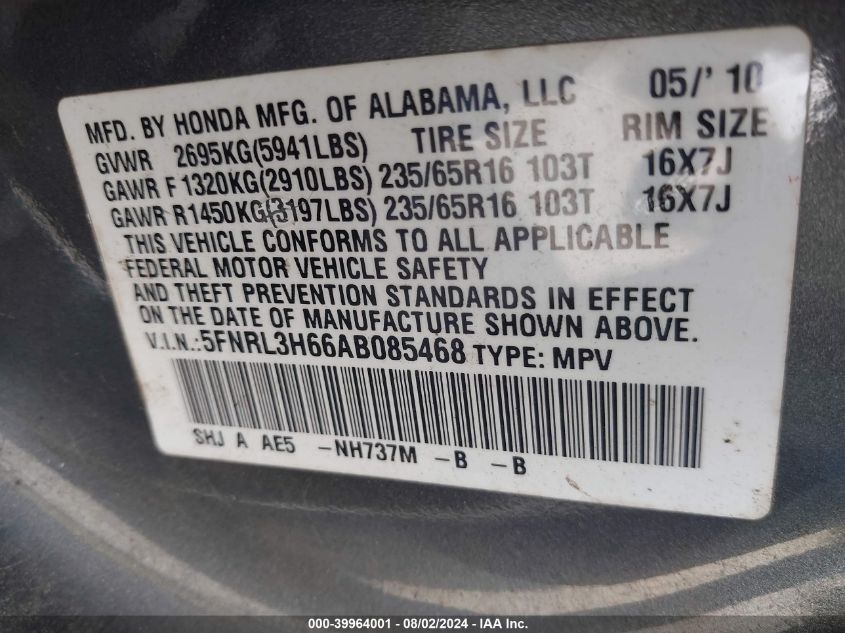 MFD. BY HONDA MFG. OF ALABAMA, LLC 05/' 10
GVWR 2695KG(5941LBS) TIRE SIZE RIM SIZE
GAWR F 1320KG(2910LBS) 235/65R16 103T 16X7J
GAWR R1450KG(3197LBS) 235/65R16 103T 16X7J
THIS VEHICLE CONFORMS TO ALL APPLICABLE
FEDERAL MOTOR VEHICLE SAFETY
AND THEFT PREVENTION STANDARDS IN EFFECT
ON THE DATE OF MANUFACTURE SHOWN ABOVE.
V.I.N.:5FNRL3H66AB085468 TYPE: MPV
SHJ A AE5 -NH737M -B -B
000-39964001 - 08/02/2024 - IAA Inc.